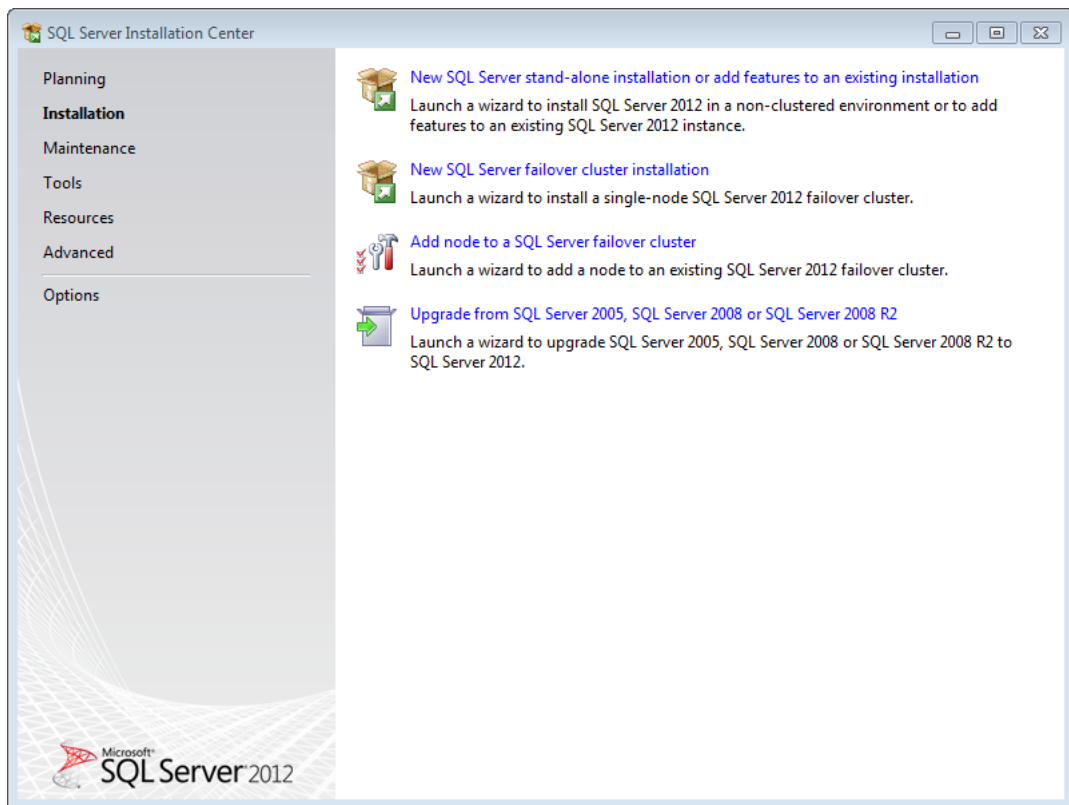 SQL Server Installation Center
Planning
Installation
Maintenance
Tools
Resources
Advanced
Options
New SQL Server stand-alone installation or add features to an existing installation
Launch a wizard to install SQL Server 2012 in a non-clustered environment or to add
features to an existing SQL Server 2012 instance.
New SQL Server failover cluster installation
Launch a wizard to install a single-node SQL Server 2012 failover cluster.
Add node to a SQL Server failover cluster
Launch a wizard to add a node to an existing SQL Server 2012 failover cluster.
Upgrade from SQL Server 2005, SQL Server 2008 or SQL Server 2008 R2
Launch a wizard to upgrade SQL Server 2005, SQL Server 2008 or SQL Server 2008 R2 to
SQL Server 2012.
Microsoft®
SQL Server® 2012